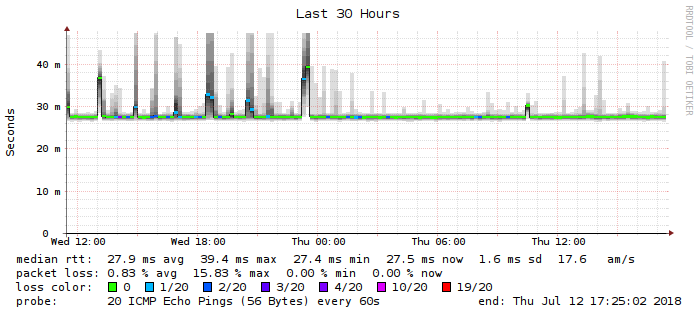 Last 30 Hours
RRDTOOL / TOBI OETIKER
Seconds
40 m
30 m
20 m
10 m
0
Wed 12:00 Wed 18:00 Thu 00:00 Thu 06:00 Thu 12:00
median rtt: 27.9 ms avg 39.4 ms max 27.4 ms min 27.5 ms now 1.6 ms sd 17.6 am/s
packet loss: 0.83 % avg 15.83 % max 0.00 % min 0.00 % now
loss color: 0 1/20 2/20 3/20 4/20 10/20 19/20
probe: 20 ICMP Echo Pings (56 Bytes) every 60s end: Thu Jul 12 17:25:02 2018